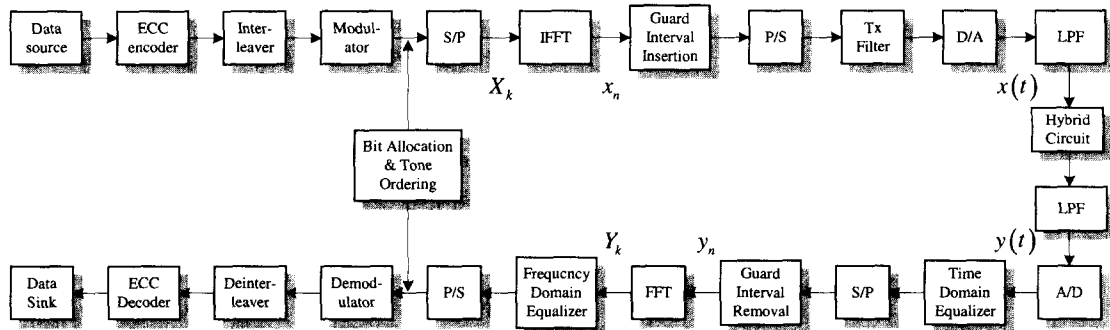 Data source
ECC encoder
Inter- leaver
Modul- ator
S/P
IFFT
Guard Interval Insertion
P/S
Tx Filter
D/A
LPF
X_k
x_n
x(t)
Hybrid Circuit
Bit Allocation & Tone Ordering
LPF
Y_k
y_n
y(t)
Data Sink
ECC Decoder
Deinter- leaver
Demod- ulator
P/S
Frequcncy Domain Equalizer
FFT
Guard Interval Removal
S/P
Time Domain Equalizer
A/D